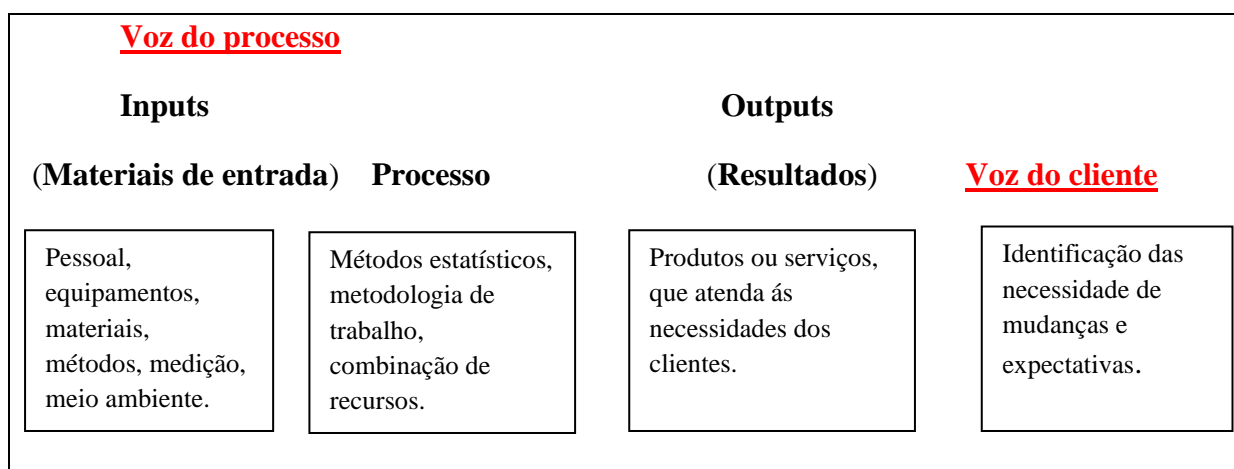 Voz do processo
Inputs
Outputs
(Materiais de entrada)
Processo
(Resultados)
Voz do cliente
Pessoal,
equipamentos,
materiais,
métodos, medição,
meio ambiente.
Métodos estatísticos,
metodologia de
trabalho,
combinação de
recursos.
Produtos ou serviços,
que atenda ás
necessidades dos
clientes.
Identificação das
necessidade de
mudanças e
expectativas.